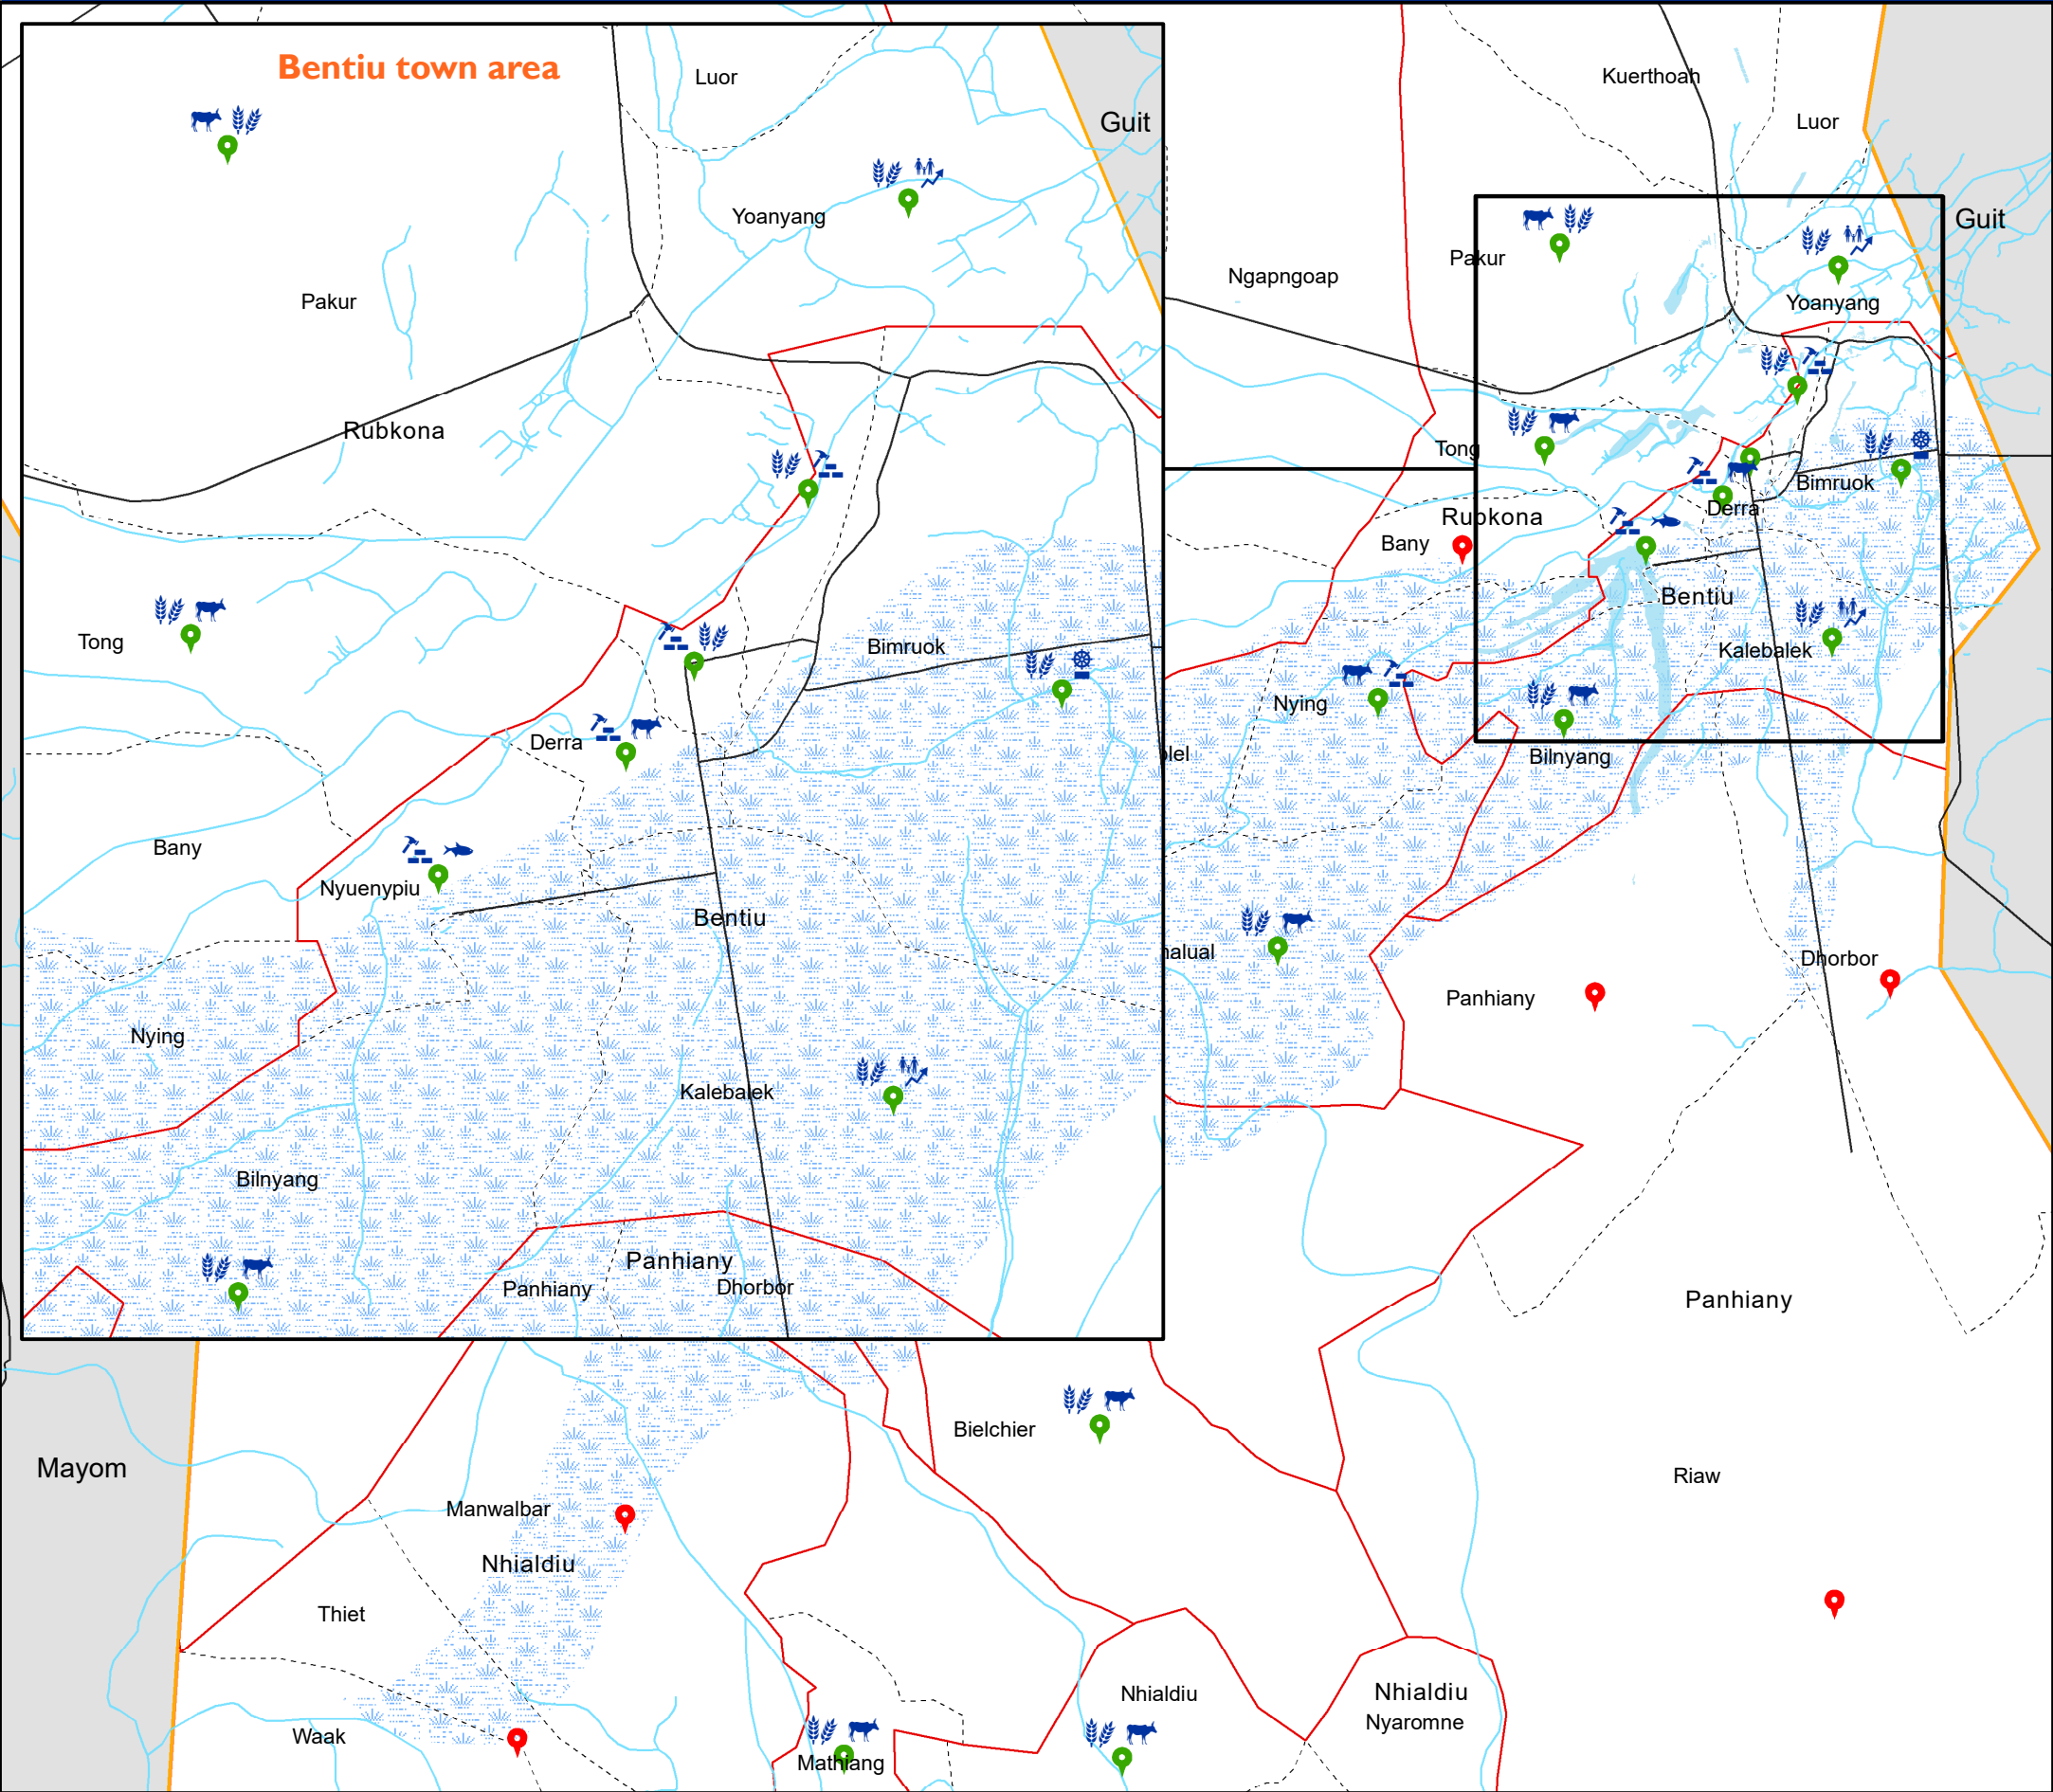 Bentiu town area
Luor
Guit
Yoanyang
Pakur
Rubkona
Tong
Bimruok
Derra
Bany
Nyuenypiu
Bentiu
Nying
Kalebalek
Bilnyang
Panhiany
Panhiany
Dhorbor
Kuerthoah
Luor
Guit
Pakur
Ngapngoap
Yoanyang
Tong
Bimruok
Derra
Rubkona
Bany
Bentiu
Kalebalek
Nying
Bilnyang
Dhorbor
Panhiany
Panhiany
Bielchier
Mayom
Riaw
Manwalbar
Nhialdiu
Thiet
Nhialdiu
Nhialdiu
Nyaromne
Waak
Mathiang